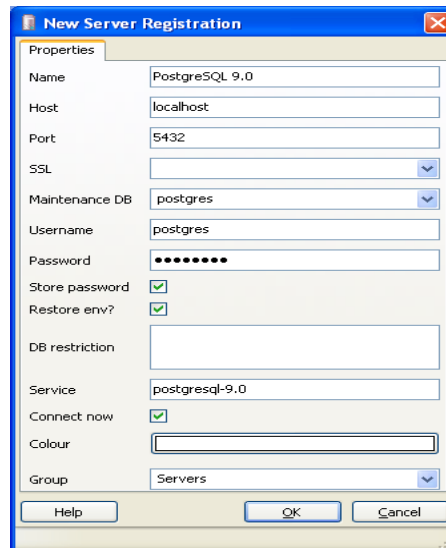 New Server Registration
Properties
Name PostgreSQL 9.0
Host localhost
Port 5432
SSL
Maintenance DB postgres
Username postgres
Password ••••••••
Store password
Restore env?
DB restriction
Service postgresql-9.0
Connect now
Colour
Group Servers
Help OK Cancel